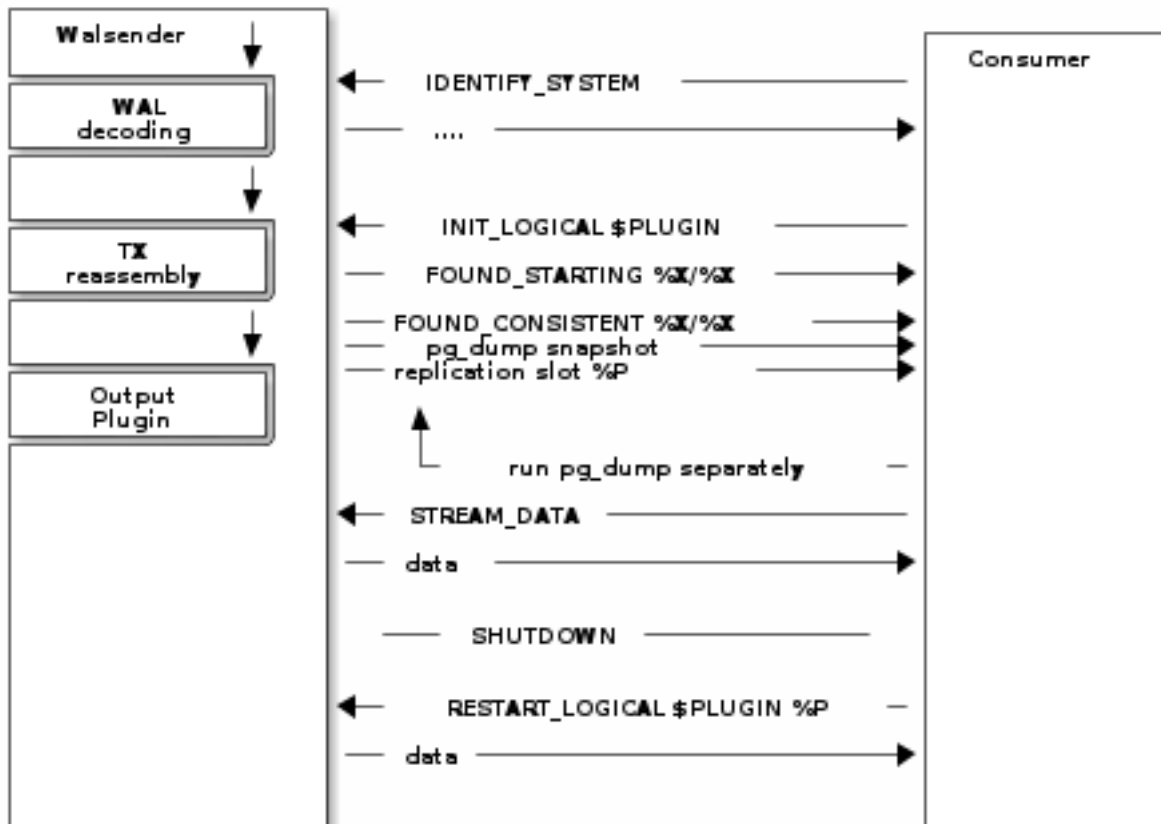 Walsender
WAL
decoding
TX
reassembly
Output
Plugin
IDENTIFY_SYSTEM
....
INIT_LOGICAL $PLUGIN
FOUND_STARTING %X/%X
FOUND_CONSISTENT %X/%X
pg_dump snapshot
replication slot %P
run pg_dump separately
STREAM_DATA
data
SHUTDOWN
RESTART_LOGICAL $PLUGIN %P
data
Consumer